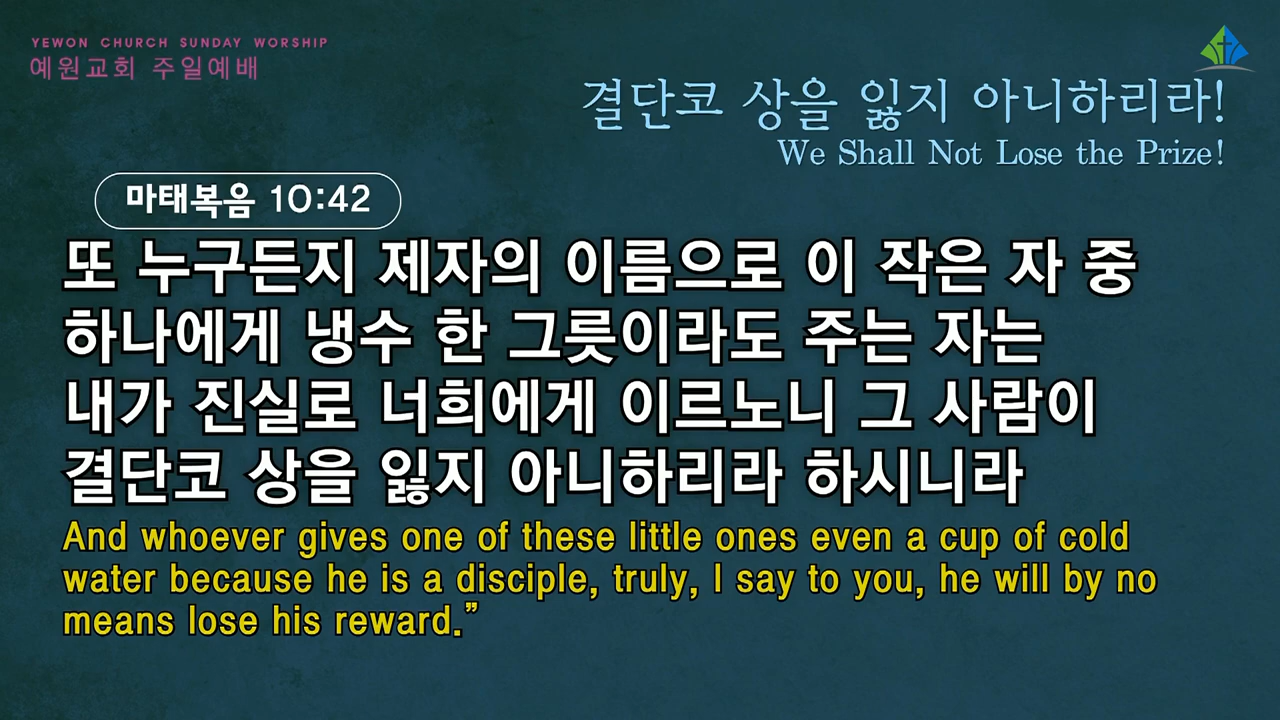 YEWON CHURCH SUNDAY WORSHIP
예원교회 주일예배
결단코 상을 잃지 아니하리라!
We Shall Not Lose the Prize!
마태복음 10:42
또 누구든지 제자의 이름으로 이 작은 자 중
하나에게 냉수 한 그릇이라도 주는 자는
내가 진실로 너희에게 이르노니 그 사람이
결단코 상을 잃지 아니하리라 하시니라
And whoever gives one of these little ones even a cup of cold
water because he is a disciple, truly, I say to you, he will by no
means lose his reward.”